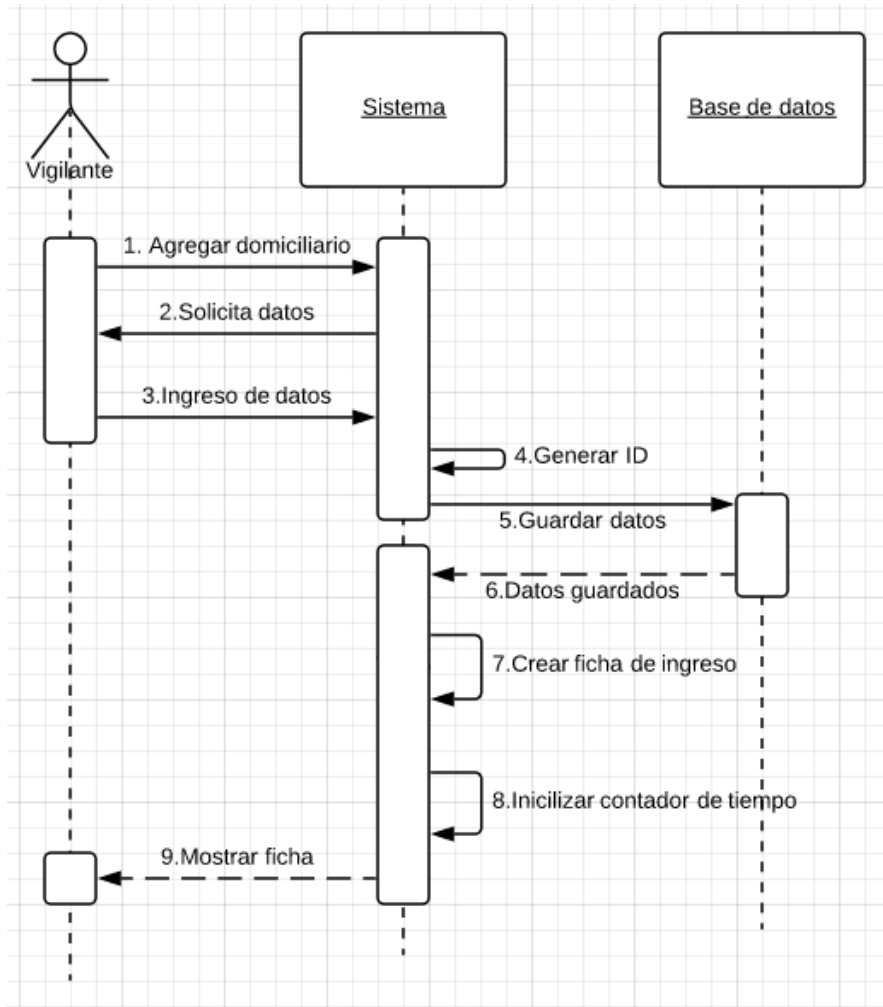 Sistema
Base de datos
Vigilante
1. Agregar domiciliario
2.Solicita datos
3.Ingreso de datos
4.Generar ID
5.Guardar datos
6.Datos guardados
7.Crear ficha de ingreso
8.Inicilizar contador de tiempo
9.Mostrar ficha